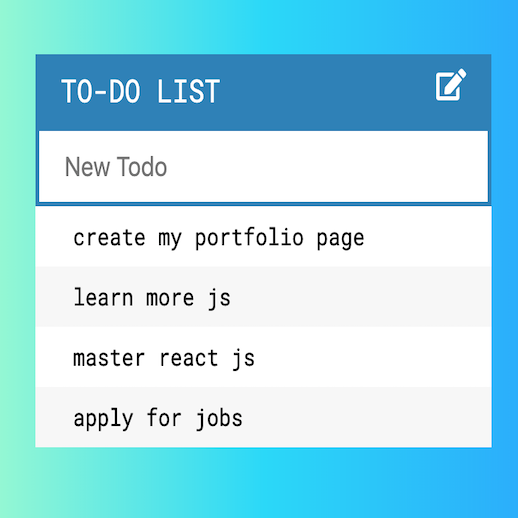 TO-DO LIST
New Todo
create my portfolio page
learn more js
master react js
apply for jobs